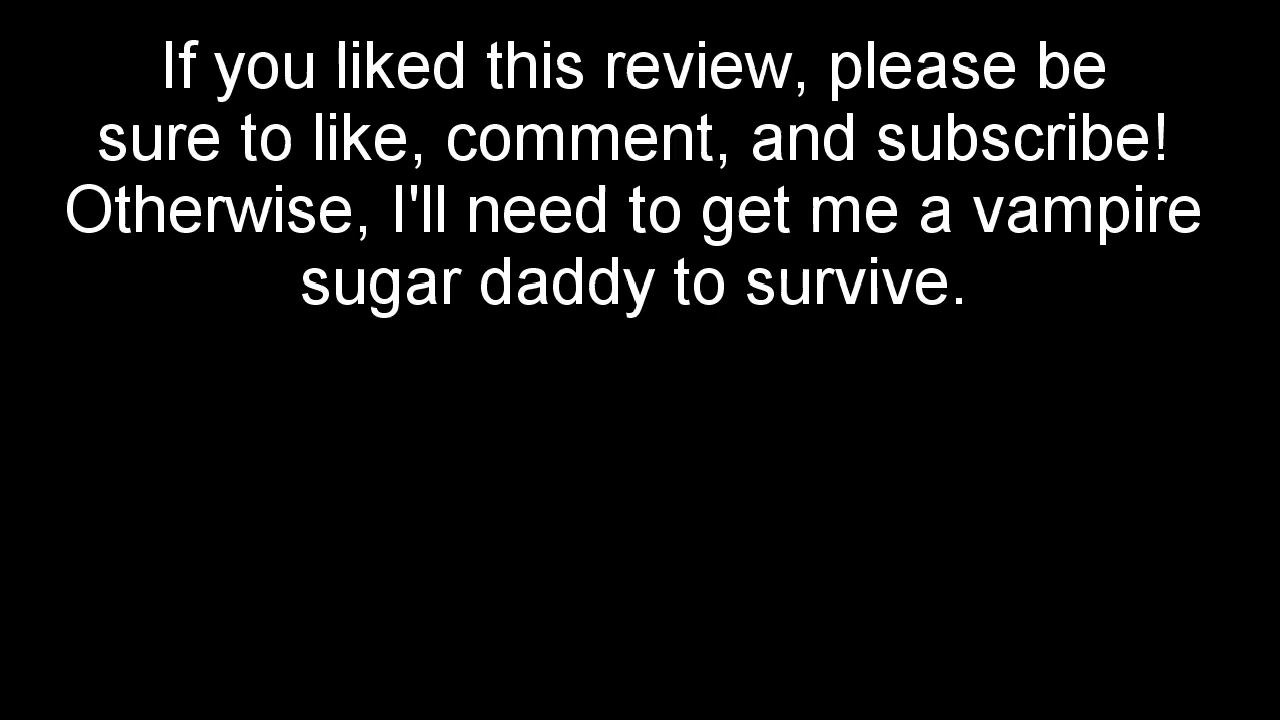 If you liked this review, please be
sure to like, comment, and subscribe!
Otherwise, I'll need to get me a vampire
sugar daddy to survive.